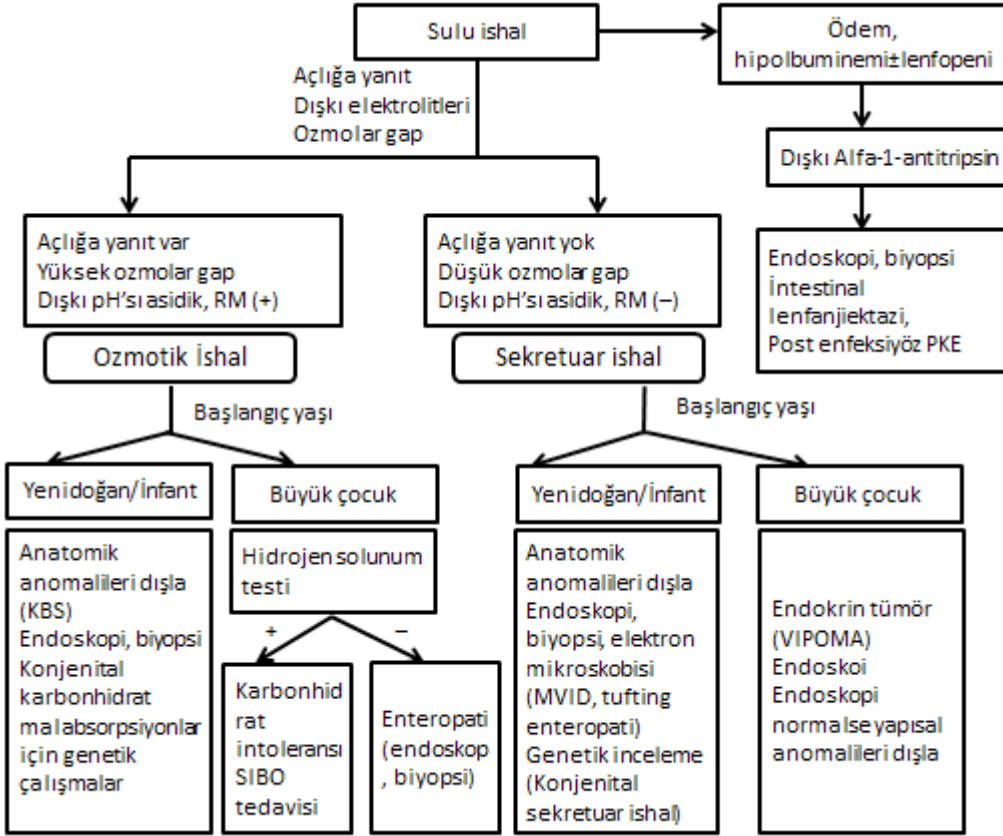 Sulu ishal
Ödem,
hipolbuminemi±lenfopeni
Açlığa yanıt
Dışkı elektrolitleri
Ozmolar gap
Dışkı Alfa-1-antitripsin
Açlığa yanıt var
Yüksek ozmolar gap
Dışkı pH'sı asidik, RM (+)
Açlığa yanıt yok
Düşük ozmolar gap
Dışkı pH'sı asidik, RM (–)
Endoskopi, biyopsi
İntestinal
lenfanjiektazi,
Post enfeksiyöz PKE
Ozmotik İshal
Sekretuar ishal
Başlangıç yaşı
Başlangıç yaşı
Yenidoğan/İnfant
Büyük çocuk
Yenidoğan/İnfant
Büyük çocuk
Anatomik
anomalileri dışla
(KBS)
Endoskopi, biyopsi
Konjenital
karbonhidrat
malabsorpsiyonlar
için genetik
çalışmalar
Hidrojen solunum
testi
+
–
Karbonhid
rat
intoleransı
SIBO
tedavisi
Enteropati
(endoskop
, biyopsi)
Anatomik
anomalileri dışla
Endoskopi,
biyopsi, elektron
mikroskobisi
(MVID, tufting
enteropati)
Genetik inceleme
(Konjenital
sekretuar ishal)
Endokrin tümör
(VIPOMA)
Endoskoi
Endoskopi
normalse yapısal
anomalileri dışla